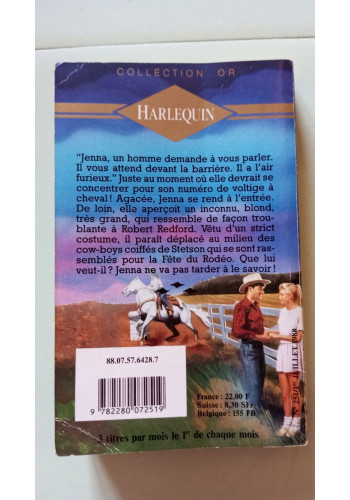 COLLECTION OR
HARLEQUIN
"Jenna, un homme demande à vous parler.
Il vous attend devant la barrière. Il a l'air
furieux." Juste au moment où elle devrait se
concentrer pour son numéro de voltige à
cheval ! Agacée, Jenna se rend à l'entrée.
De loin, elle aperçoit un inconnu, blond,
très grand, qui ressemble de façon trou-
blante à Robert Redford. Vêtu d'un strict
costume, il paraît déplacé au milieu des
cow-boys coiffés de Stetson qui se sont ras-
semblés pour la Fête du Rodéo. Que lui
veut-il ? Jenna ne va pas tarder à le savoir !
88.07.57.6428.7
9 782280 072519
France : 22,00 F
Suisse : 8,30 SFr
Belgique : 155 FB
JUILLET 1988
3 titres par mois le 1er de chaque mois